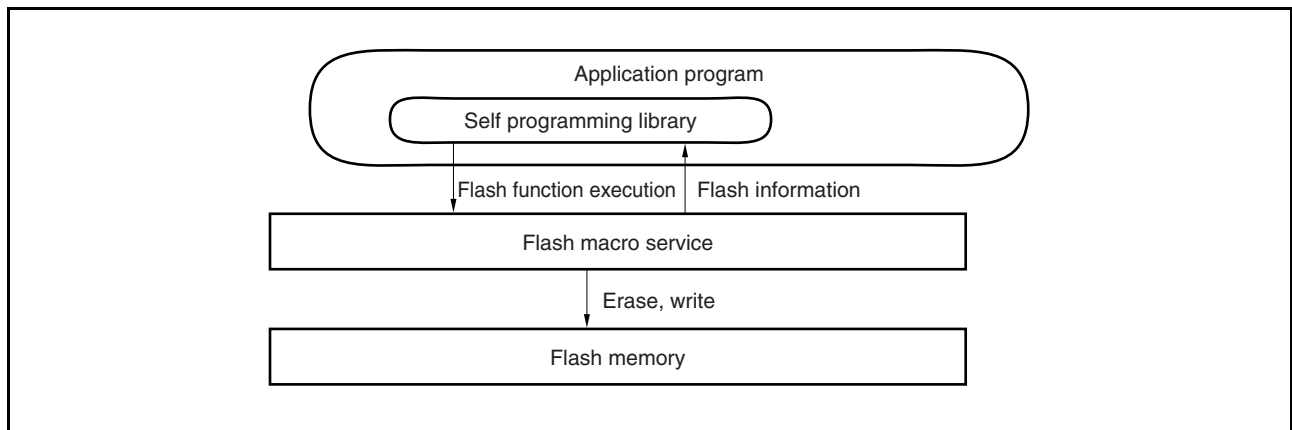 Application program
Self programming library
Flash function execution
Flash information
Flash macro service
Erase, write
Flash memory